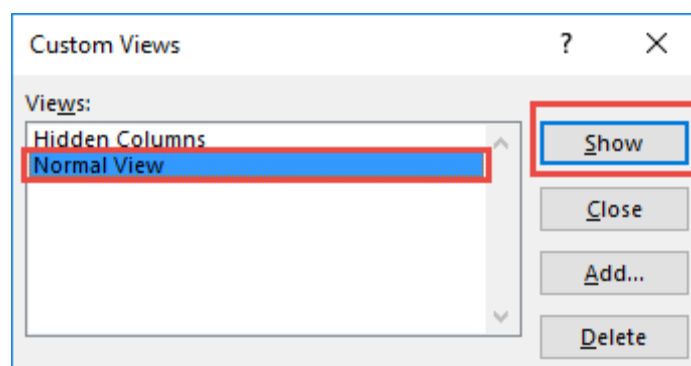 Custom Views ?
Views:
Hidden Columns
Normal View
Show
Close
Add...
Delete